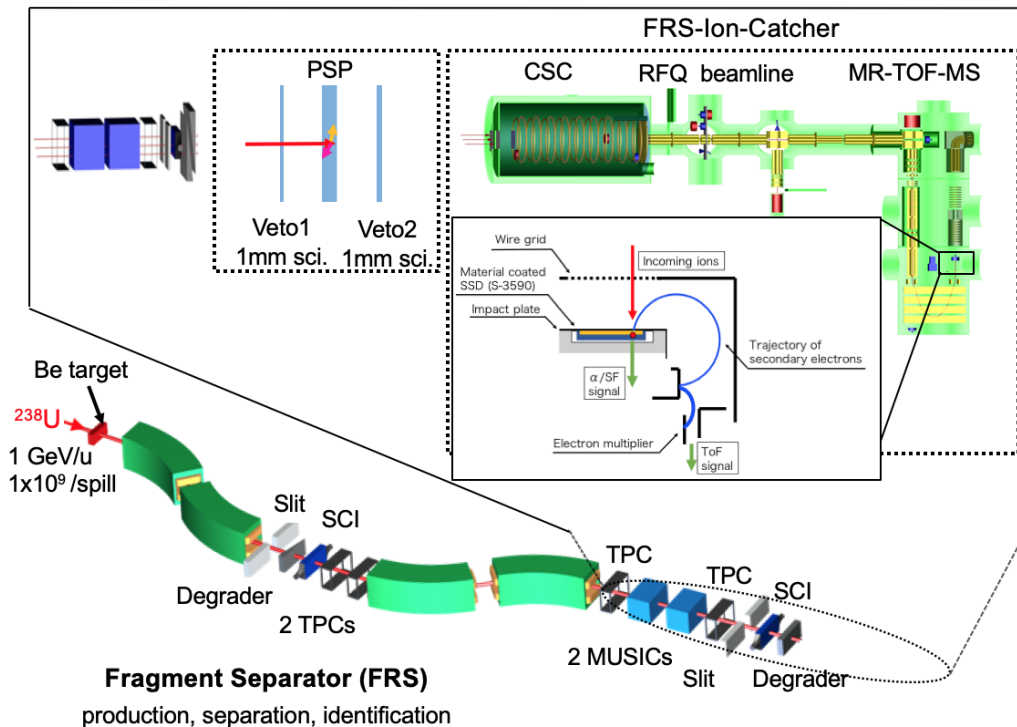 FRS-Ion-Catcher
PSP
CSC
RFQ beamline
MR-TOF-MS
Veto1
1mm sci.
Veto2
1mm sci.
Wire grid
Incoming ions
Material coated
SSD (S-3590)
Impact plate
Trajectory of
secondary electrons
α/SF
signal
Electron multiplier
ToF
signal
Be target
²³⁸U
1 GeV/u
1x10⁹ /spill
Slit
SCI
Degrader
2 TPCs
TPC
TPC
SCI
2 MUSICs
Slit
Degrader
Fragment Separator (FRS)
production, separation, identification